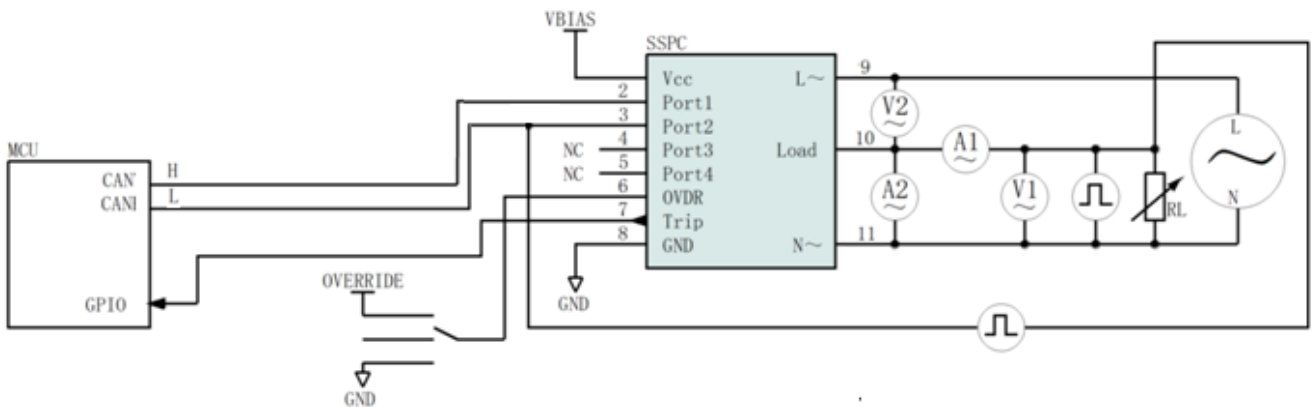 VBIAS
SSPC
Vcc
L~
9
2
Port1
V2
~
3
Port2
L
MCU
4
NC
Port3
10
Load
A1
~
5
NC
Port4
CAN
H
6
OVDR
A2
~
V1
~
N
CANL
L
7
Trip
RL
8
GND
N~
11
OVERRIDE
GND
GPIO
GND